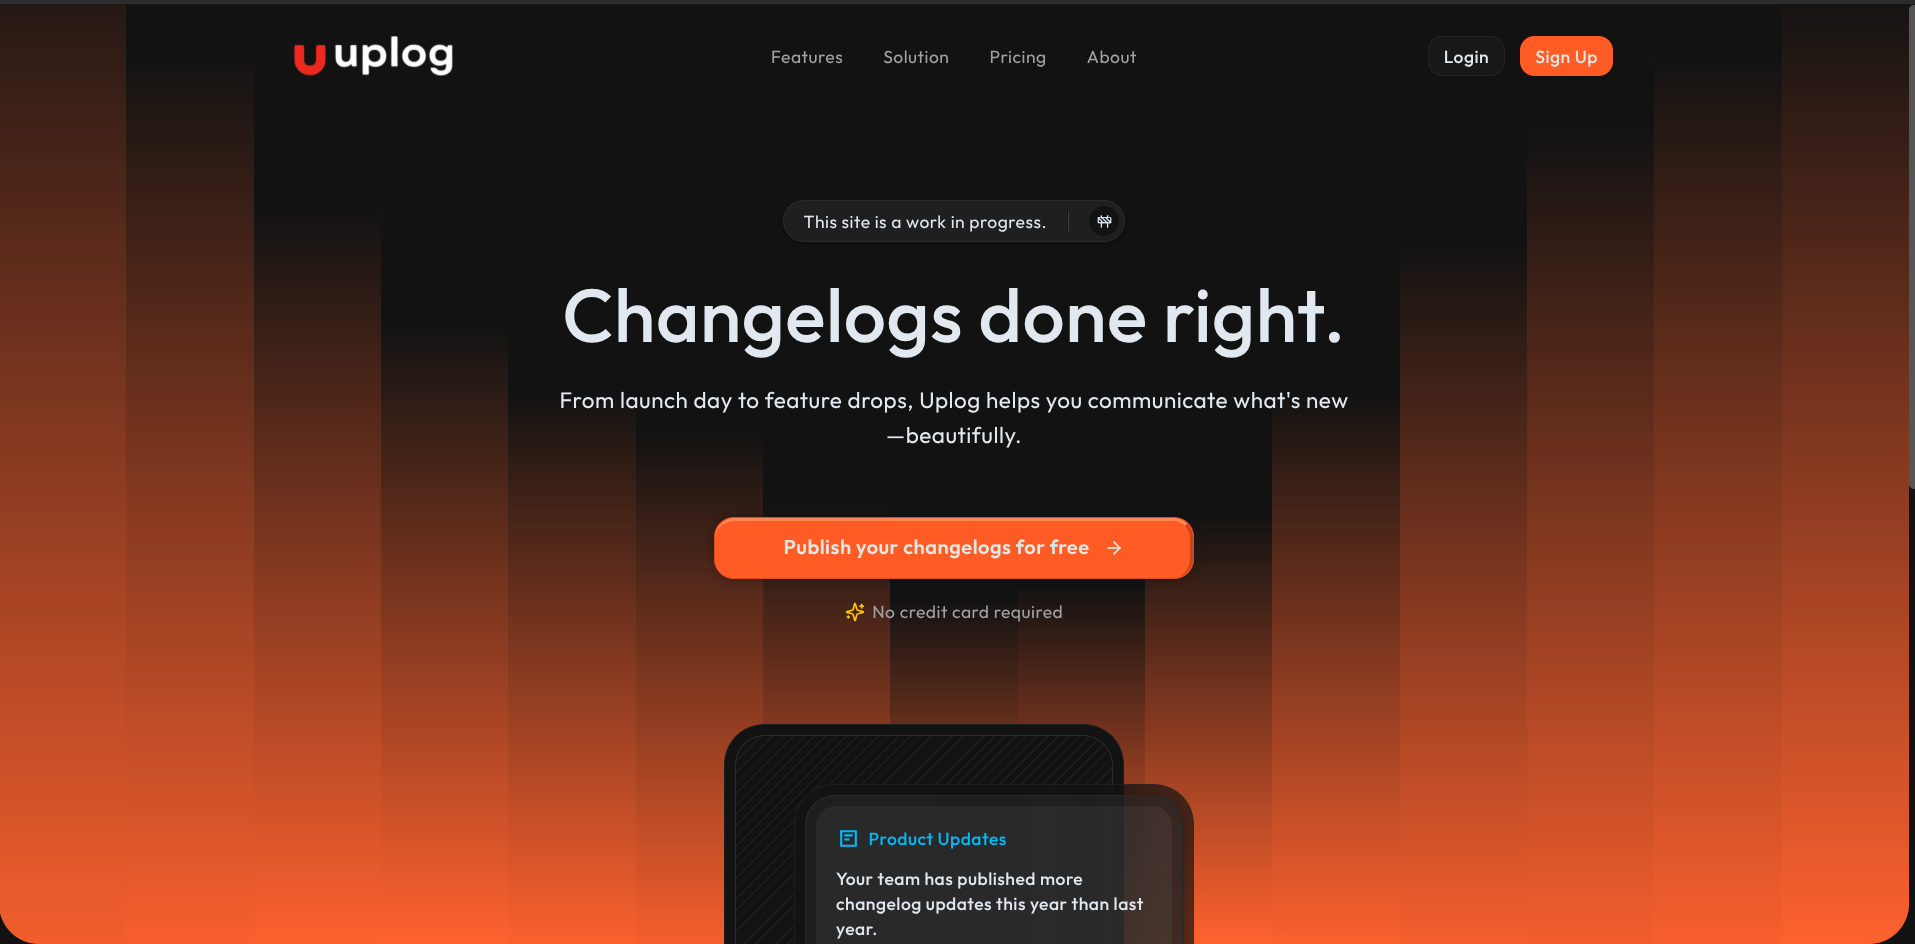 uplog
Features
Solution
Pricing
About
Login
Sign Up
This site is a work in progress.
Changelogs done right.
From launch day to feature drops, Uplog helps you communicate what's new
—beautifully.
Publish your changelogs for free
No credit card required
Product Updates
Your team has published more
changelog updates this year than last
year.